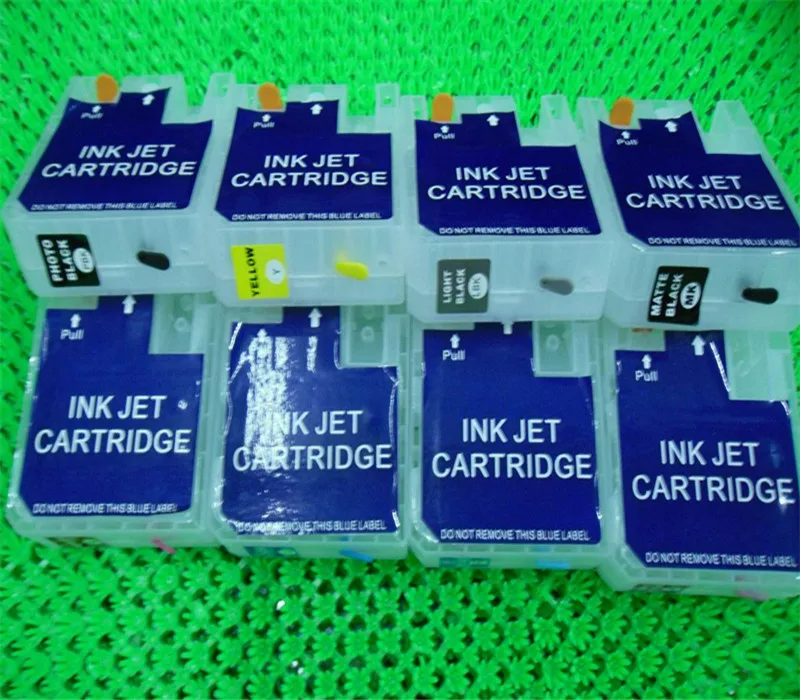 Pull
INK JET
CARTRIDGE
DO NOT REMOVE THIS BLUE LABEL
PHOTO
BLACK
PBK
Pull
INK JET
CARTRIDGE
DO NOT REMOVE THIS BLUE LABEL
YELLOW
Y
Pull
INK JET
CARTRIDGE
DO NOT REMOVE THIS BLUE LABEL
LIGHT
BLACK
LBK
Pull
INK JET
CARTRIDGE
DO NOT REMOVE THIS BLUE LABEL
MATTE
BLACK
MK
Pull
INK JET
CARTRIDGE
DO NOT REMOVE THIS BLUE LABEL
INK JET
CARTRIDGE
DO NOT REMOVE THIS BLUE LABEL
Pull
INK JET
CARTRIDGE
DO NOT REMOVE THIS BLUE LABEL
Pull
INK JET
CARTRIDGE
DO NOT REMOVE THIS BLUE LABEL